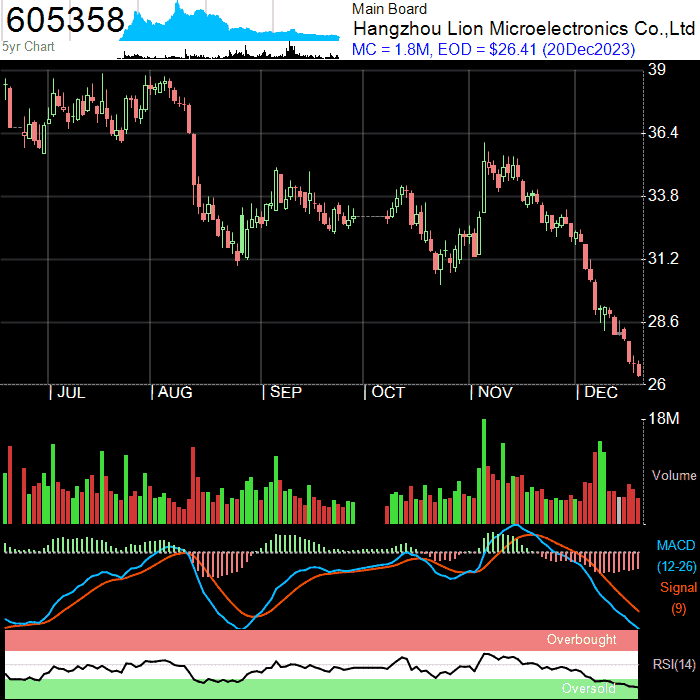 605358
5yr Chart
Main Board
Hangzhou Lion Microelectronics Co.,Ltd
MC = 1.8M, EOD = $26.41 (20Dec2023)
39
36.4
33.8
31.2
28.6
26
JUL AUG SEP OCT NOV DEC
18M
Volume
MACD
(12-26)
Signal
(9)
Overbought
RSI(14)
Oversold